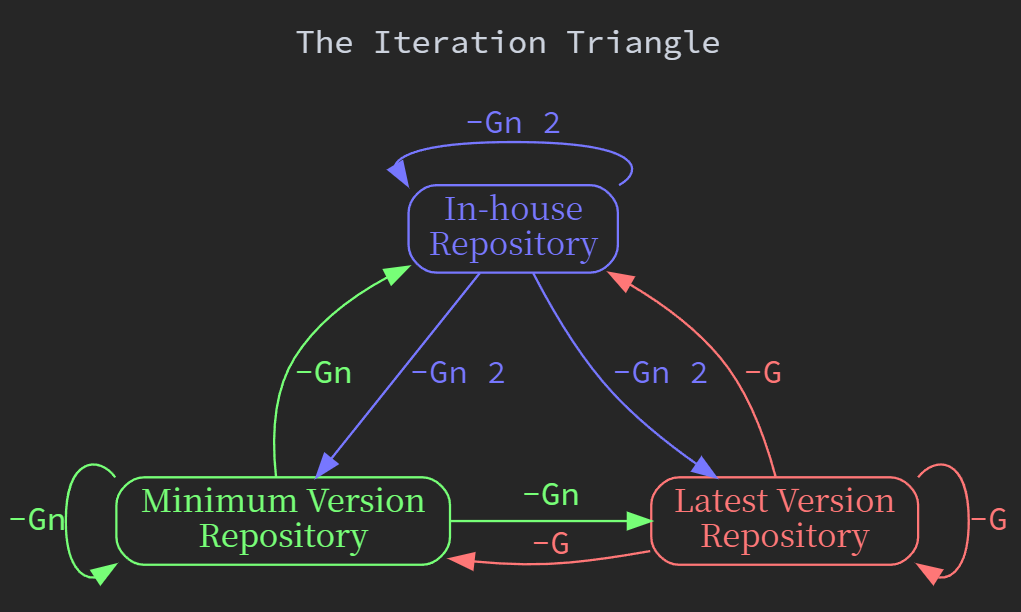 The Iteration Triangle
-Gn 2
In-house
Repository
-Gn
-Gn 2
-Gn 2
-G
-Gn
Minimum Version
Repository
-Gn
-G
Latest Version
Repository
-G